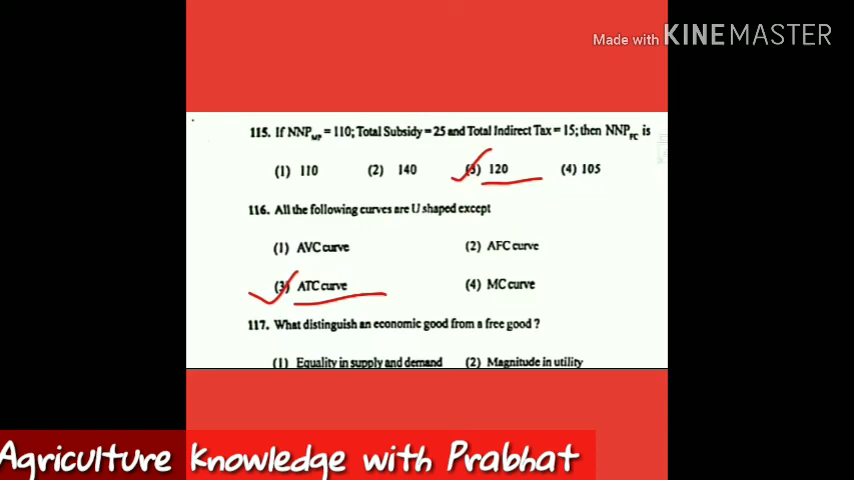 Made with KINEMASTER
115. If NNPMP = 110; Total Subsidy = 25 and Total Indirect Tax = 15; then NNPFC is
(1) 110 (2) 140 (3) 120 (4) 105
116. All the following curves are U shaped except
(1) AVC curve (2) AFC curve
(3) ATC curve (4) MC curve
117. What distinguish an economic good from a free good ?
(1) Equality in supply and demand (2) Magnitude in utility
Agriculture Knowledge with Prabhat